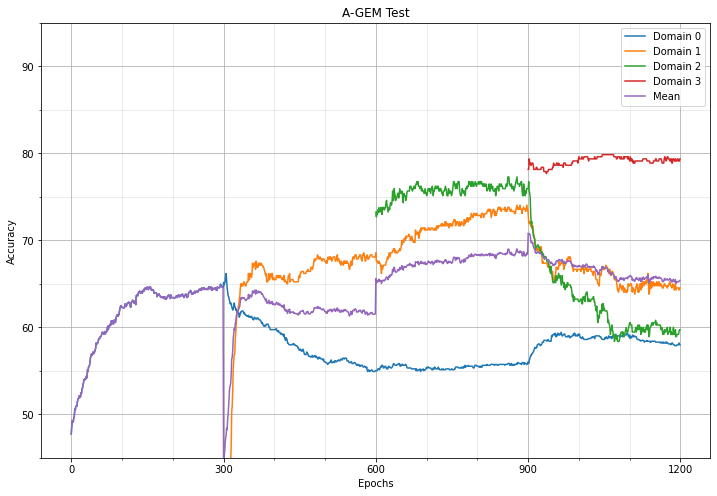 A-GEM Test
Domain 0
Domain 1
Domain 2
Domain 3
Mean
Accuracy
90
80
70
60
50
0
300
600
900
1200
Epochs